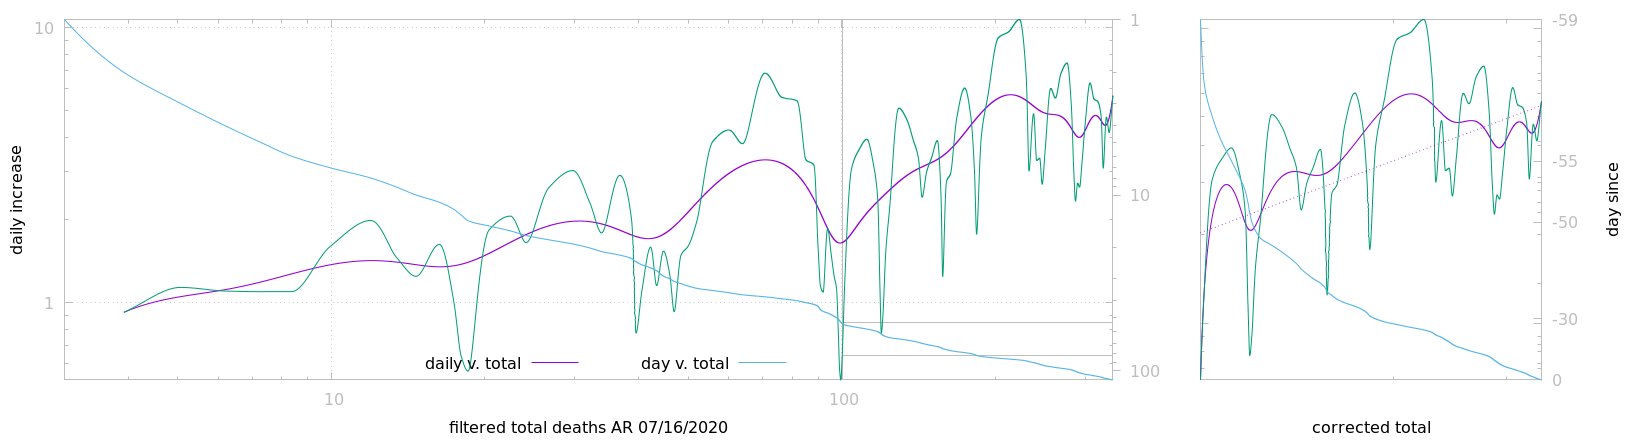 10
1
daily increase
daily v. total
day v. total
10
100
filtered total deaths AR 07/16/2020
1
10
100
-59
-55
-50
-30
0
day since
corrected total